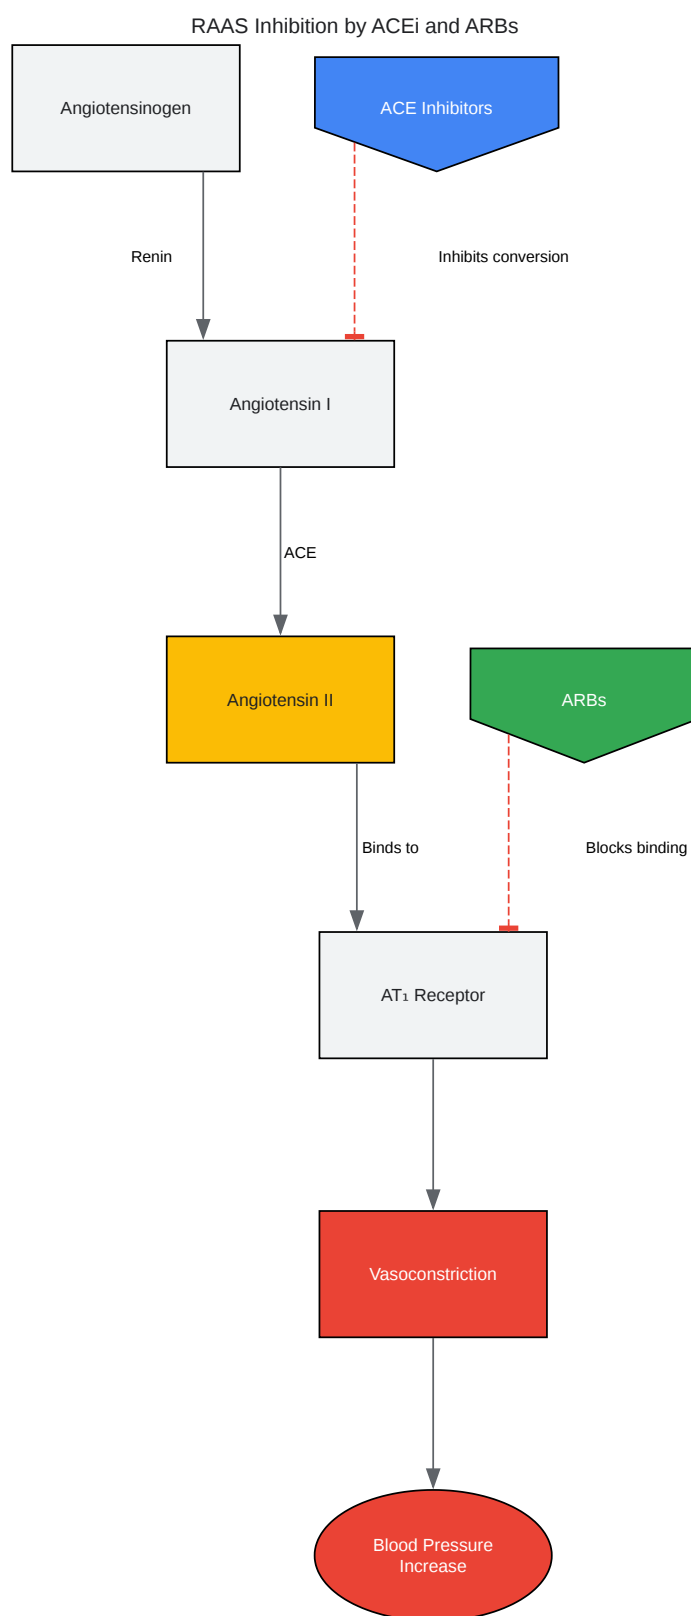 RAAS Inhibition by ACEi and ARBs
Angiotensinogen
ACE Inhibitors
Renin
Inhibits conversion
Angiotensin I
ACE
Angiotensin II
ARBs
Binds to
Blocks binding
AT₁ Receptor
Vasoconstriction
Blood Pressure
Increase